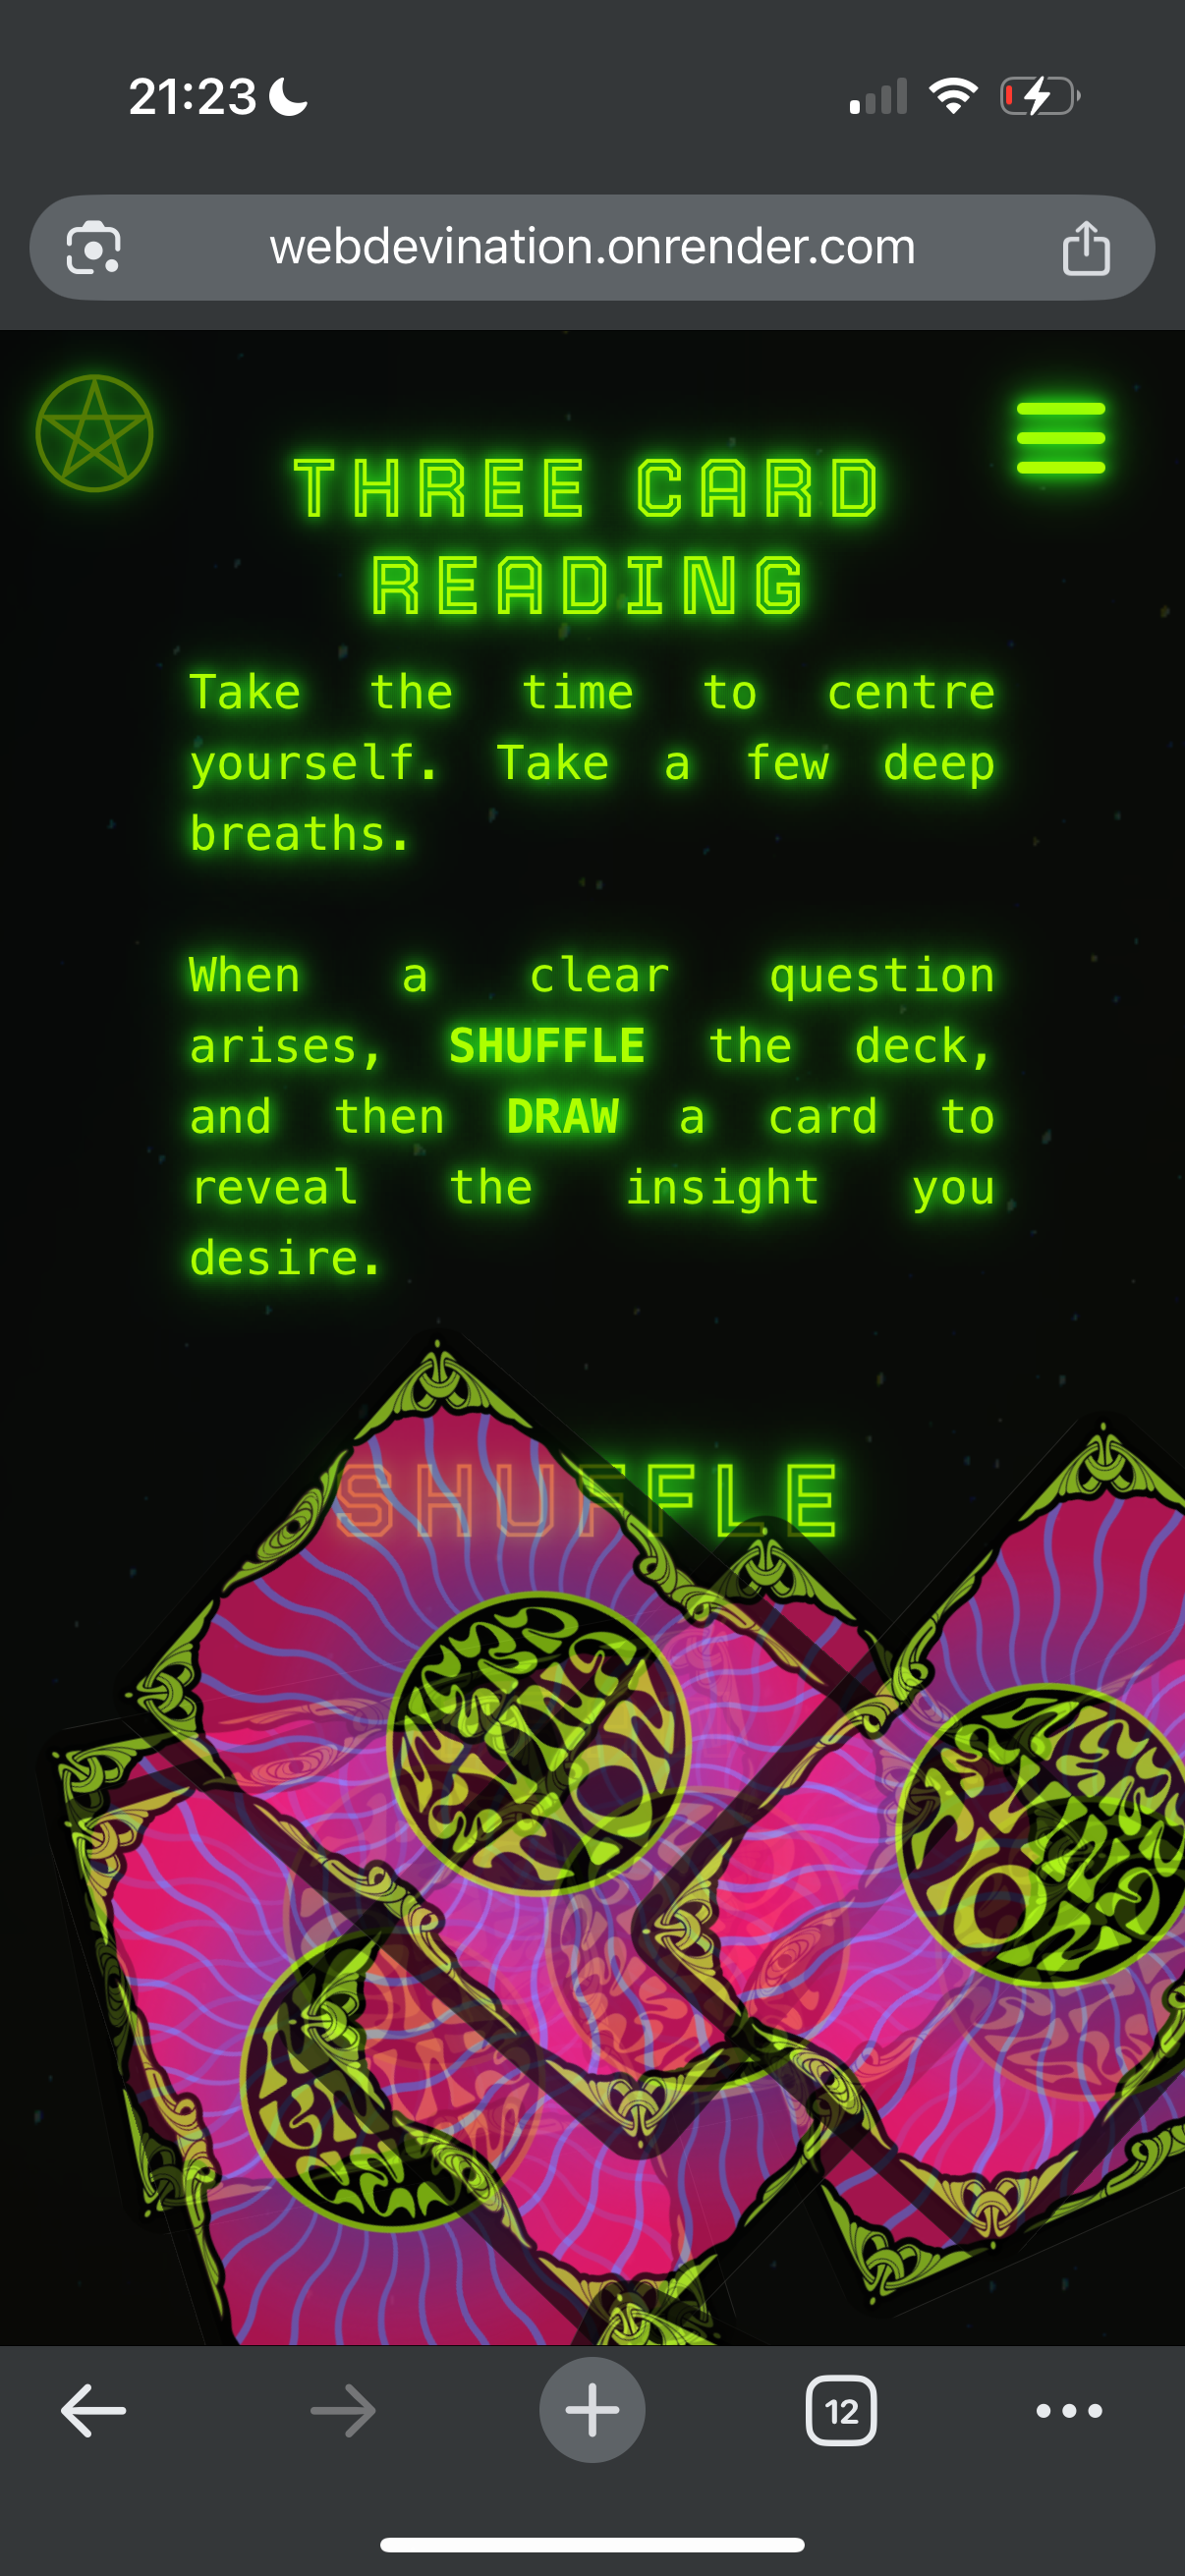 21:23
webdevination.onrender.com
THREE CARD
READING
Take the time to centre
yourself. Take a few deep
breaths.
When a clear question
arises, SHUFFLE the deck,
and then DRAW a card to
reveal the insight you
desire.
SHUFFLE
12